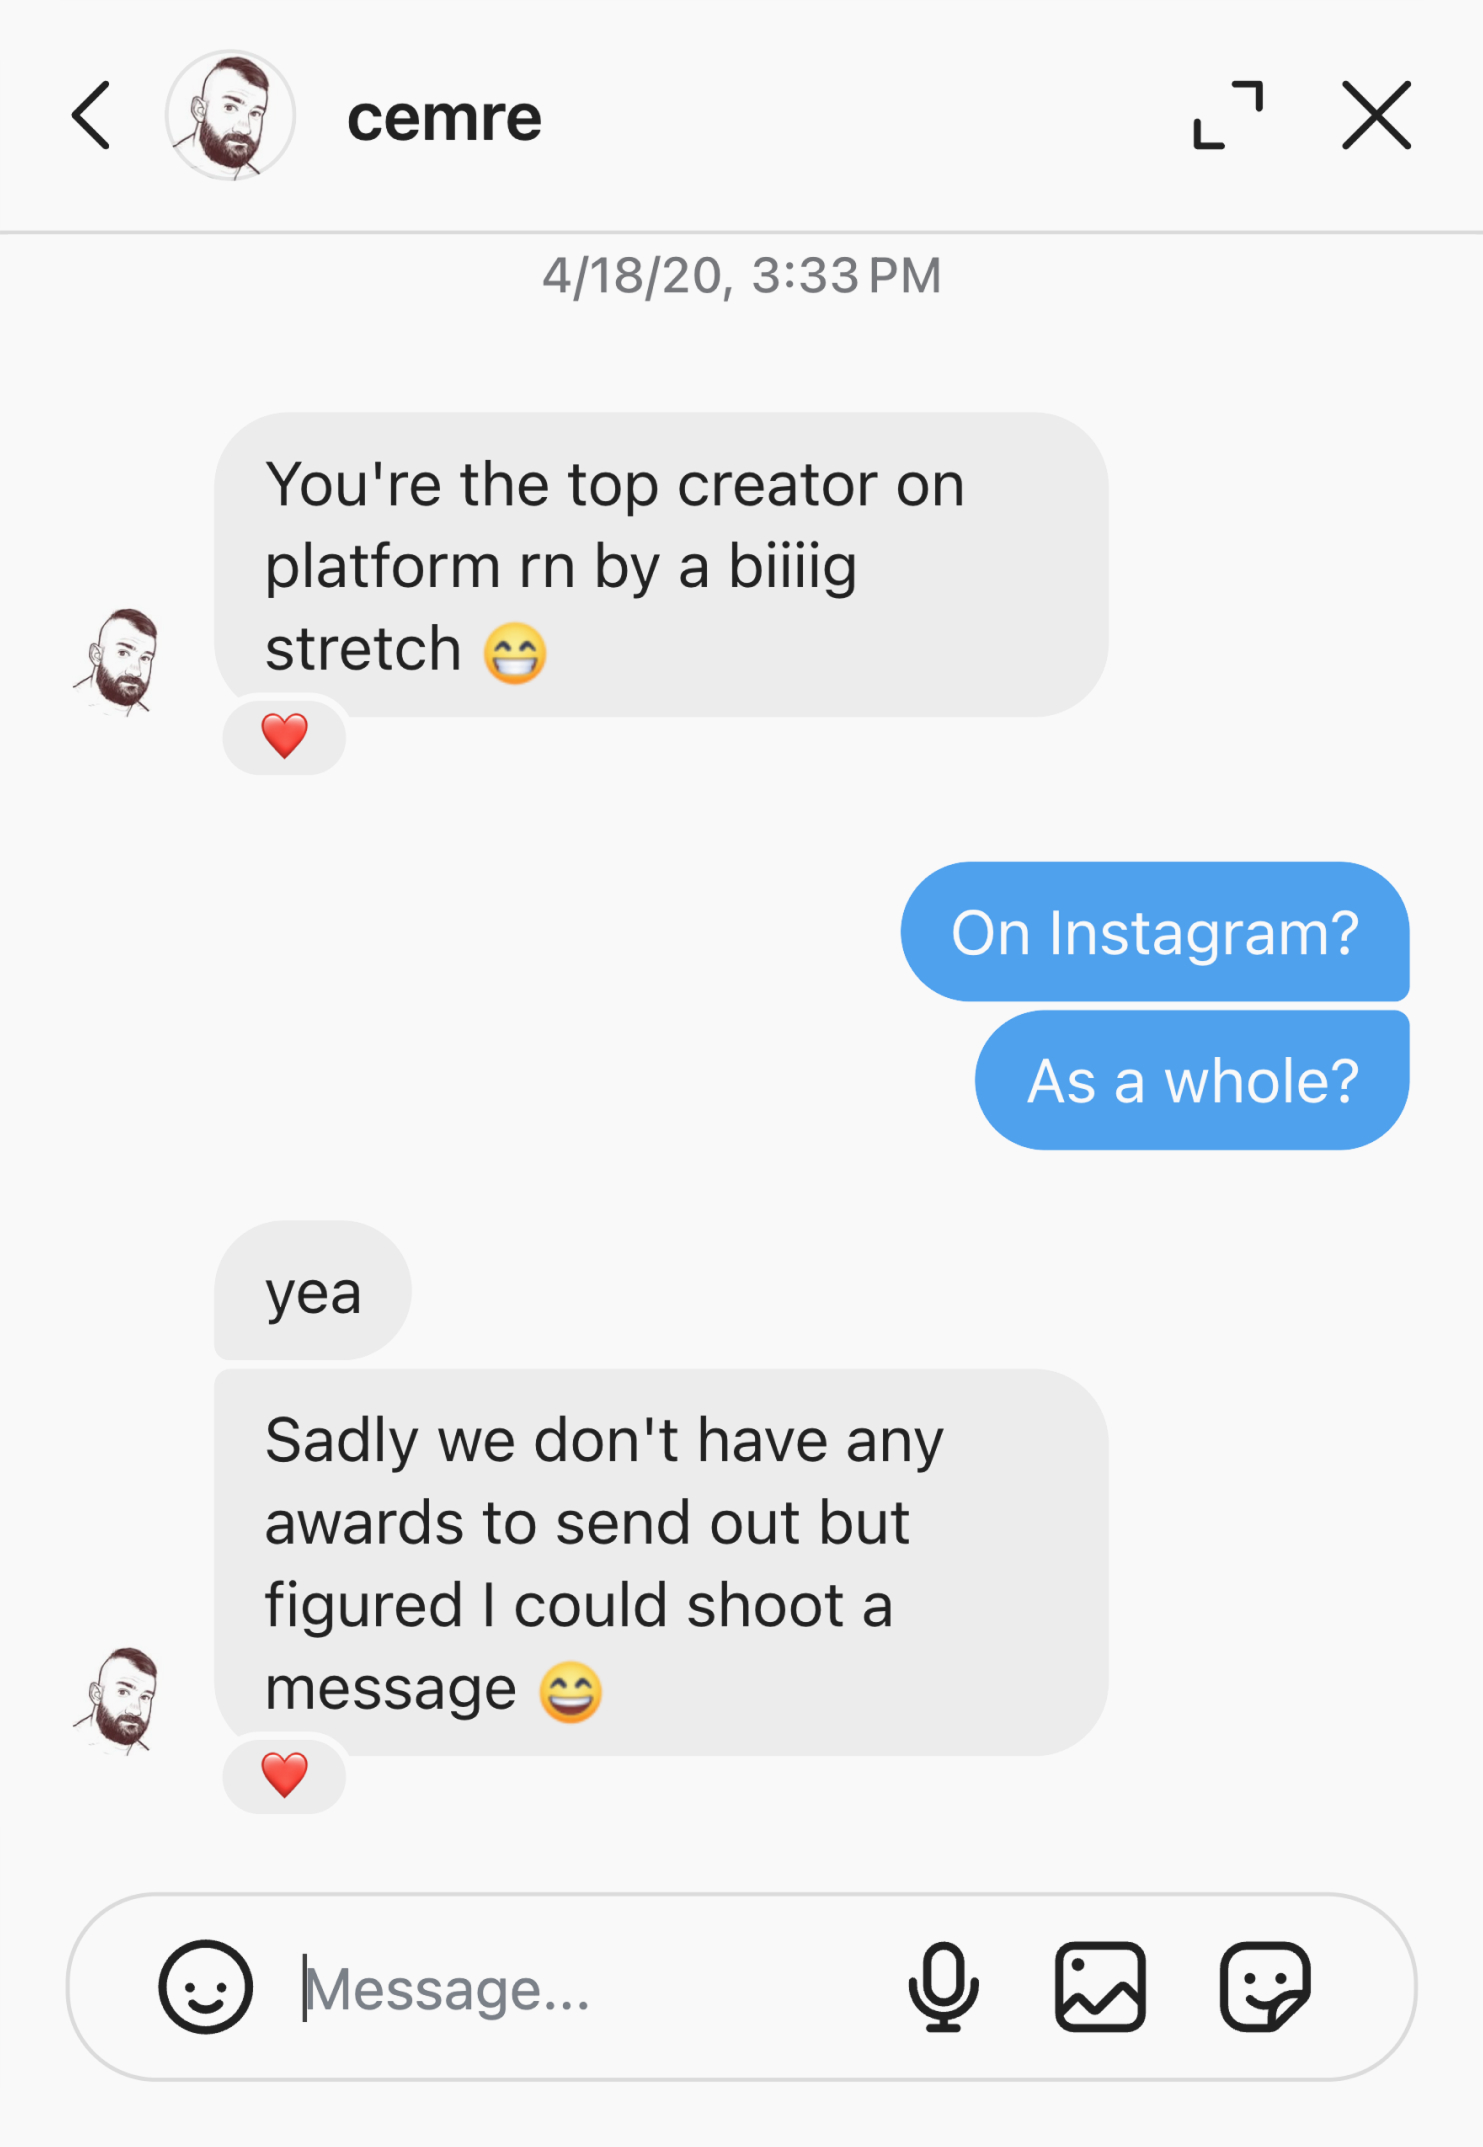 cemre
4/18/20, 3:33 PM
You're the top creator on
platform rn by a biiiig
stretch 😁
❤️
On Instagram?
As a whole?
yea
Sadly we don't have any
awards to send out but
figured I could shoot a
message 😄
❤️
Message...